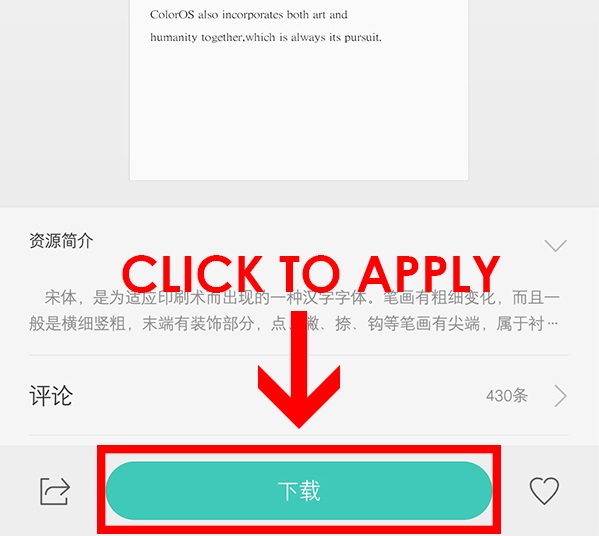 ColorOS also incorporates both art and
humanity together,which is always its pursuit.
资源简介
CLICK TO APPLY
宋体，是为适应印刷术而出现的一种汉字字体。笔画有粗细变化，而且一
般是横细竖粗，末端有装饰部分，点、撇、捺、钩等笔画有尖端，属于衬…
评论
430条
下载